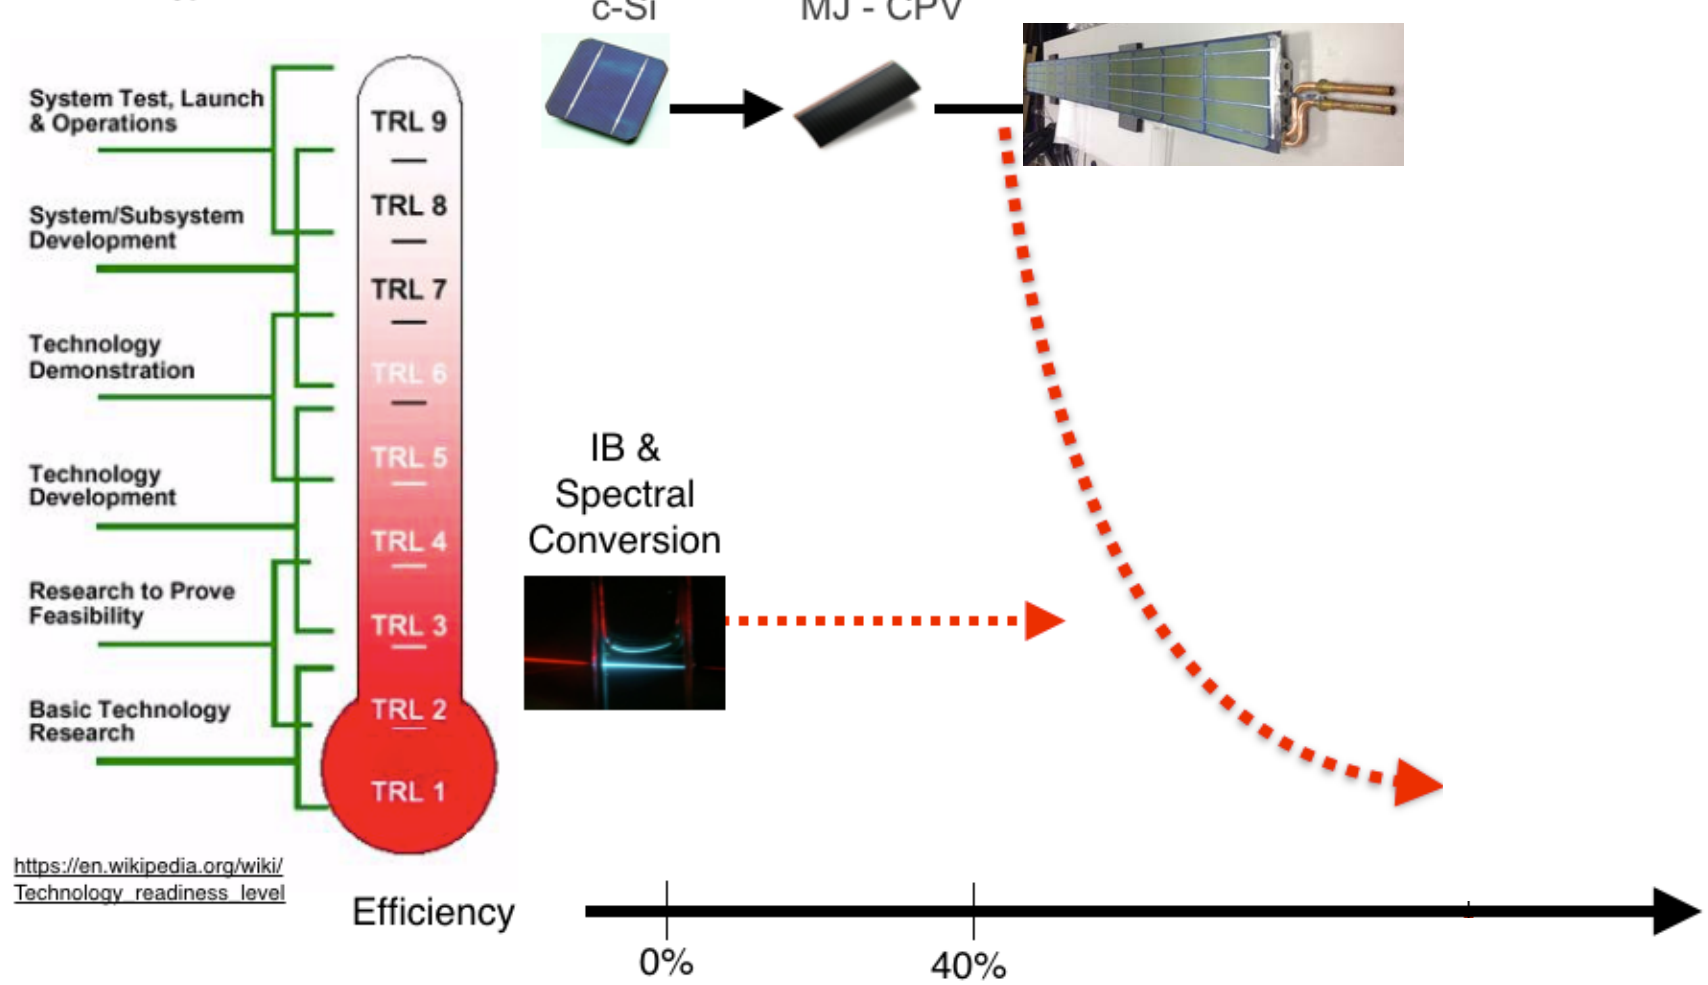 c-Si
MJ - CPV
System Test, Launch
& Operations
System/Subsystem
Development
Technology
Demonstration
Technology
Development
Research to Prove
Feasibility
Basic Technology
Research
TRL 9
TRL 8
TRL 7
TRL 6
TRL 5
TRL 4
TRL 3
TRL 2
TRL 1
IB &
Spectral
Conversion
https://en.wikipedia.org/wiki/
Technology_readiness_level
Efficiency
0%
40%